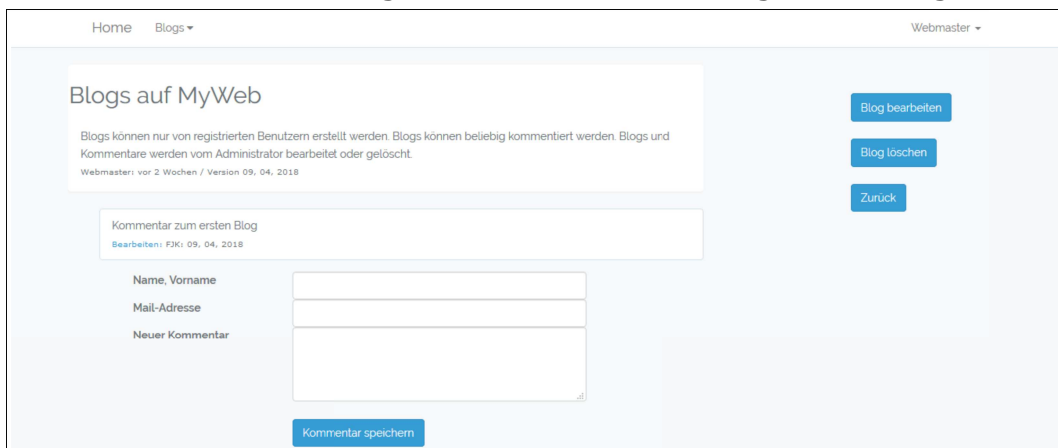 Home Blogs Webmaster
Blogs auf MyWeb
Blogs können nur von registrierten Benutzern erstellt werden. Blogs können beliebig kommentiert werden. Blogs und
Kommentare werden vom Administrator bearbeitet oder gelöscht.
Webmaster: vor 2 Wochen / Version 09, 04, 2018
Blog bearbeiten
Blog löschen
Zurück
Kommentar zum ersten Blog
Bearbeiten: FJK: 09, 04, 2018
Name, Vorname
Mail-Adresse
Neuer Kommentar
Kommentar speichern